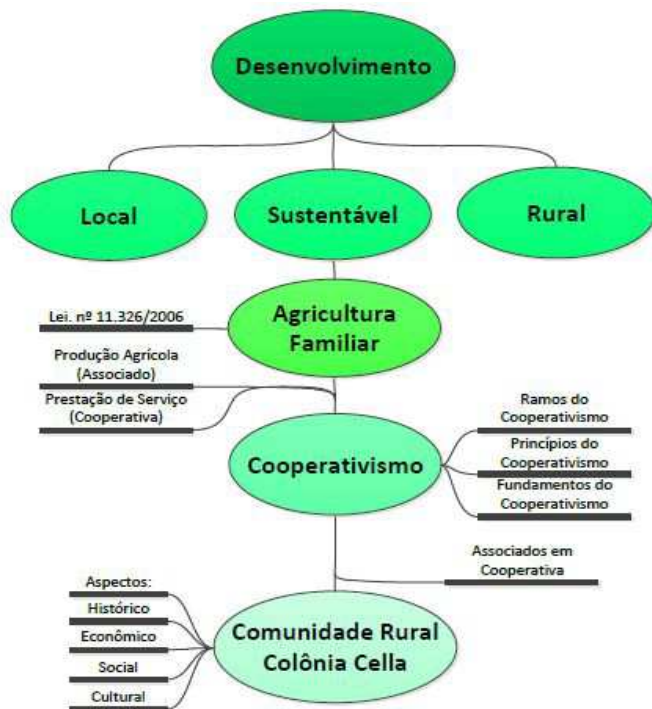 Desenvolvimento
Local
Sustentável
Rural
Agricultura
Familiar
Lei. nº 11.326/2006
Produção Agrícola
(Associado)
Prestação de Serviço
(Cooperativa)
Cooperativismo
Ramos do
Cooperativismo
Princípios do
Cooperativismo
Fundamentos do
Cooperativismo
Associados em
Cooperativa
Aspectos:
Histórico
Econômico
Social
Cultural
Comunidade Rural
Colônia Cella